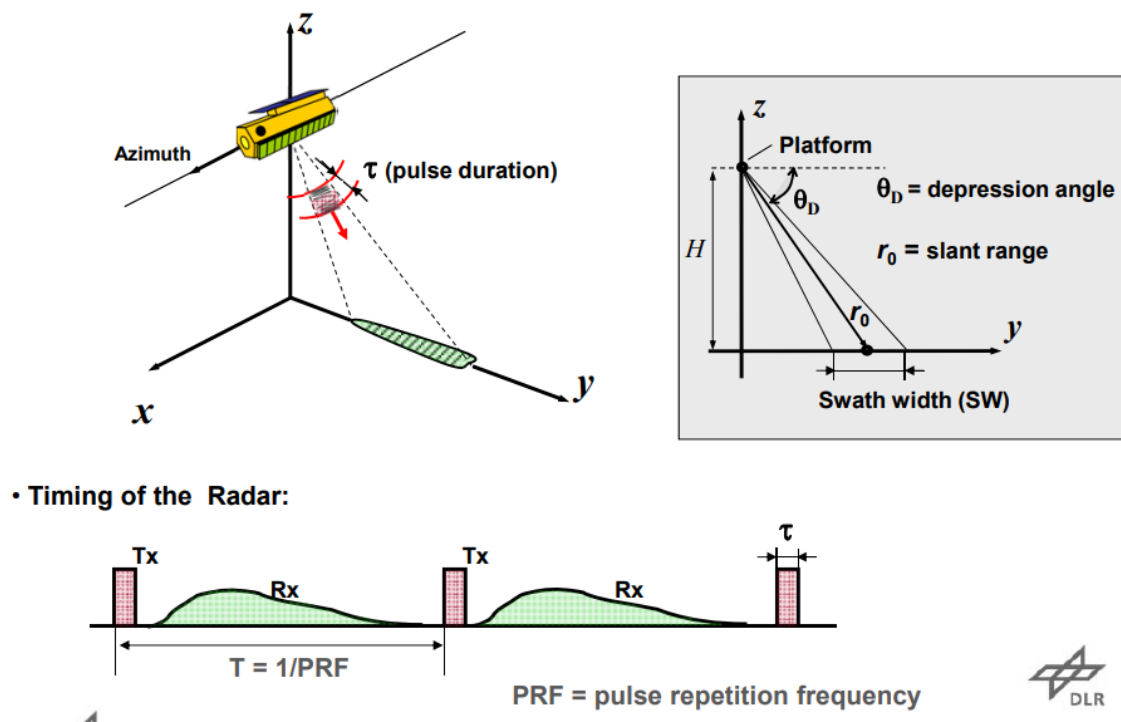 z
Azimuth
τ (pulse duration)
x
y
z
Platform
θD
θD = depression angle
H
r0 = slant range
r0
y
Swath width (SW)
• Timing of the Radar:
Tx
Rx
Tx
Rx
τ
T = 1/PRF
PRF = pulse repetition frequency
DLR